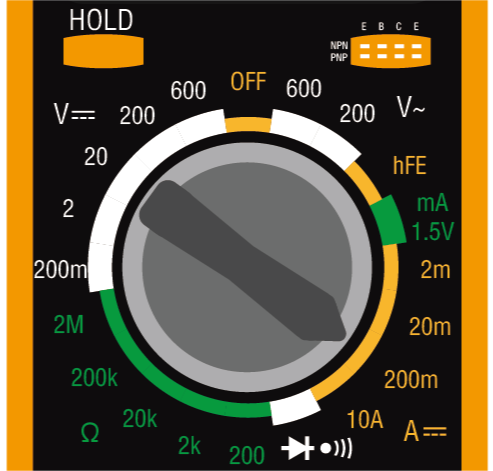 HOLD
E B C E
NPN
PNP
OFF
600
600
V⎓
200
200
V~
20
hFE
2
mA
1.5V
200m
2m
2M
20m
200k
200m
20k
10A
A⎓
Ω
2k
200